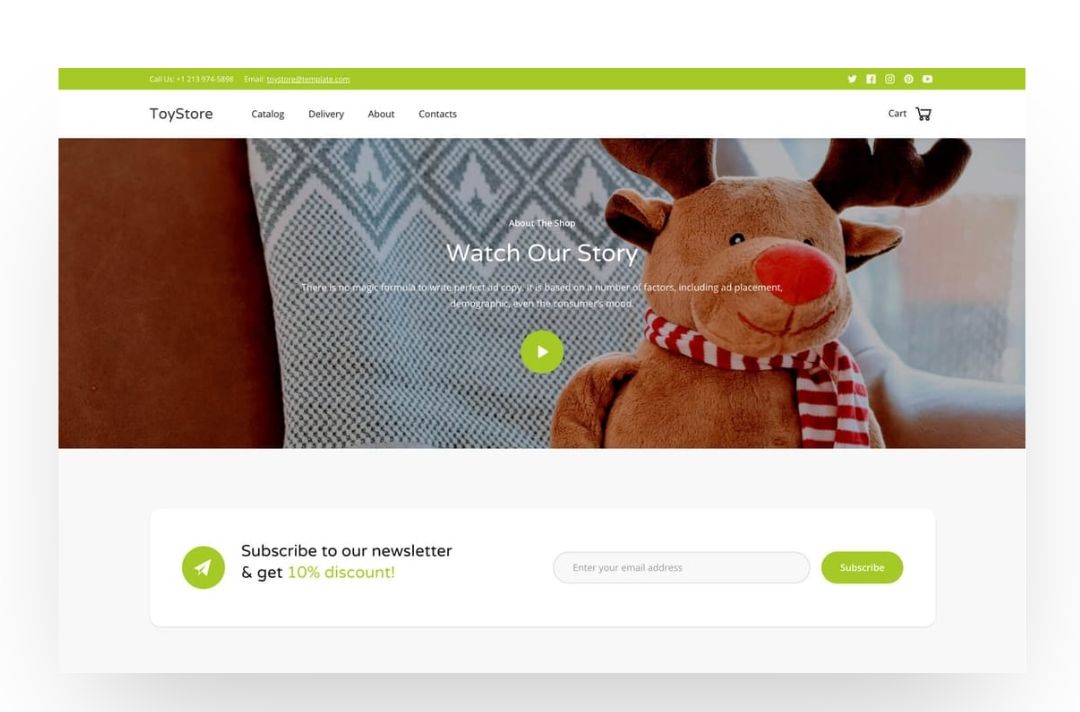 Call Us: +1 213 974-5898 Email: toystore@template.com
ToyStore Catalog Delivery About Contacts Cart
About The Shop
Watch Our Story
There is no magic formula to write perfect ad copy, it is based on a number of factors, including ad placement,
demographic, even the consumer's mood.
Subscribe to our newsletter
& get 10% discount!
Enter your email address
Subscribe